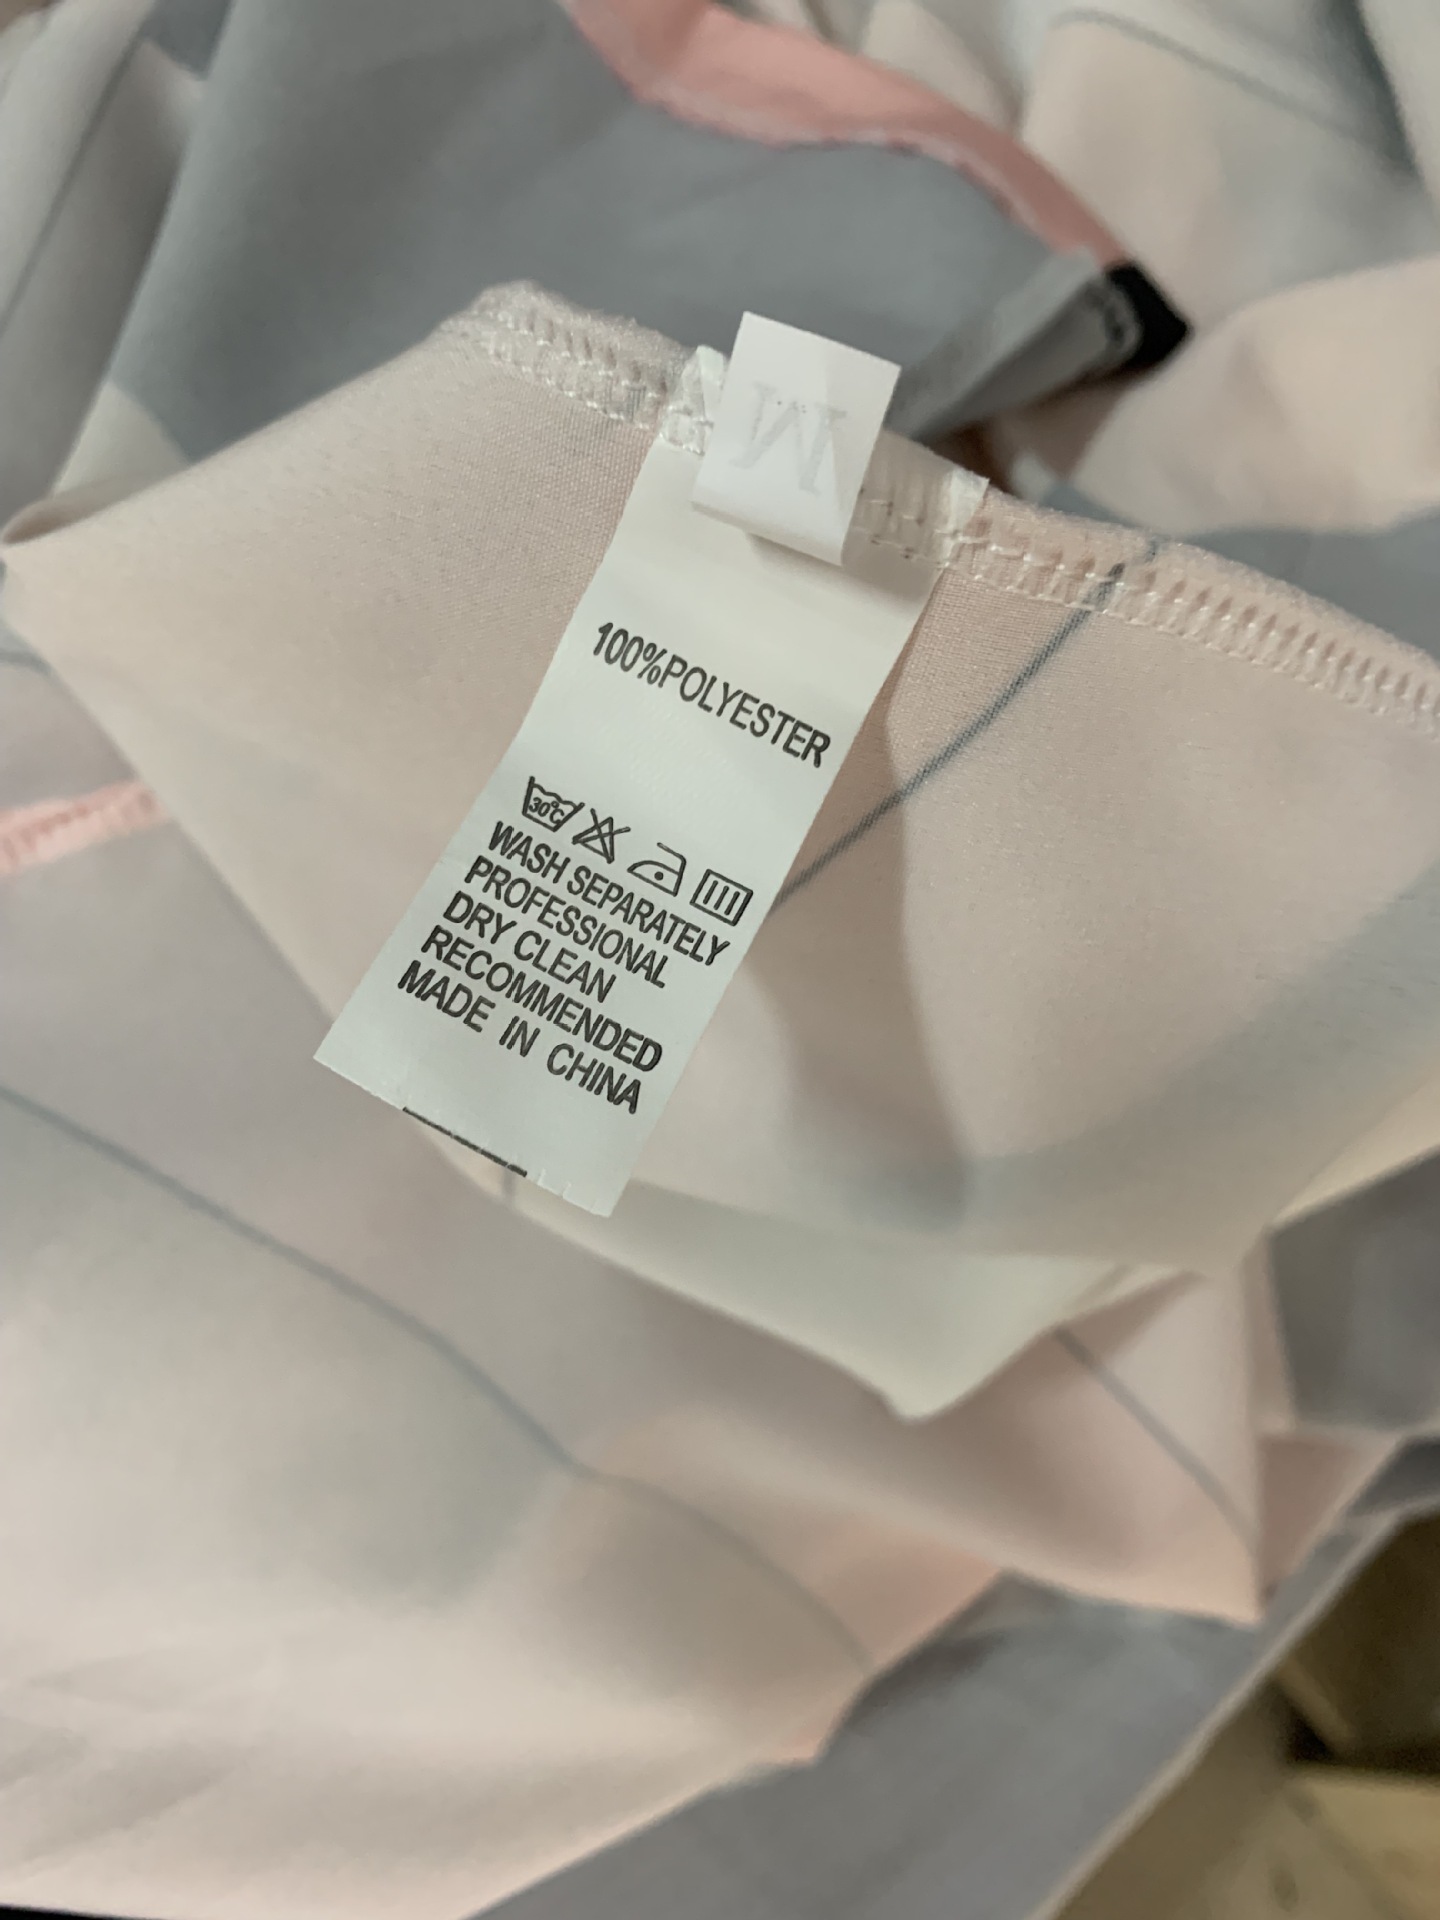 M
100%POLYESTER
30°C
WASH SEPARATELY
PROFESSIONAL
DRY CLEAN
RECOMMENDED
MADE IN CHINA